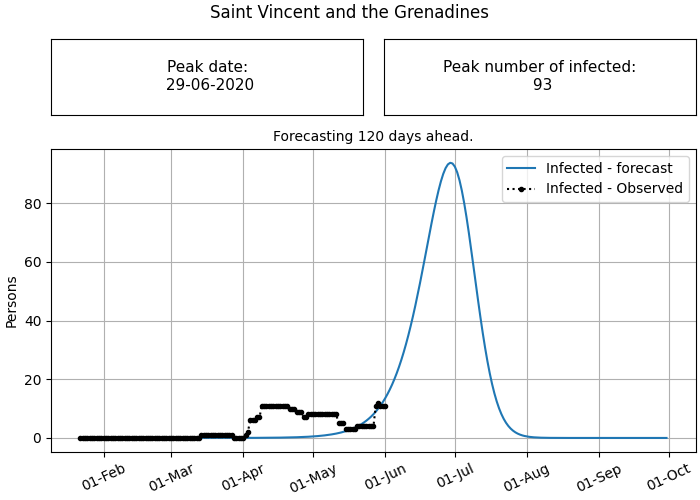 Saint Vincent and the Grenadines
Peak date:
29-06-2020
Peak number of infected:
93
Forecasting 120 days ahead.
Infected - forecast
Infected - Observed
Persons
80
60
40
20
0
01-Feb
01-Mar
01-Apr
01-May
01-Jun
01-Jul
01-Aug
01-Sep
01-Oct